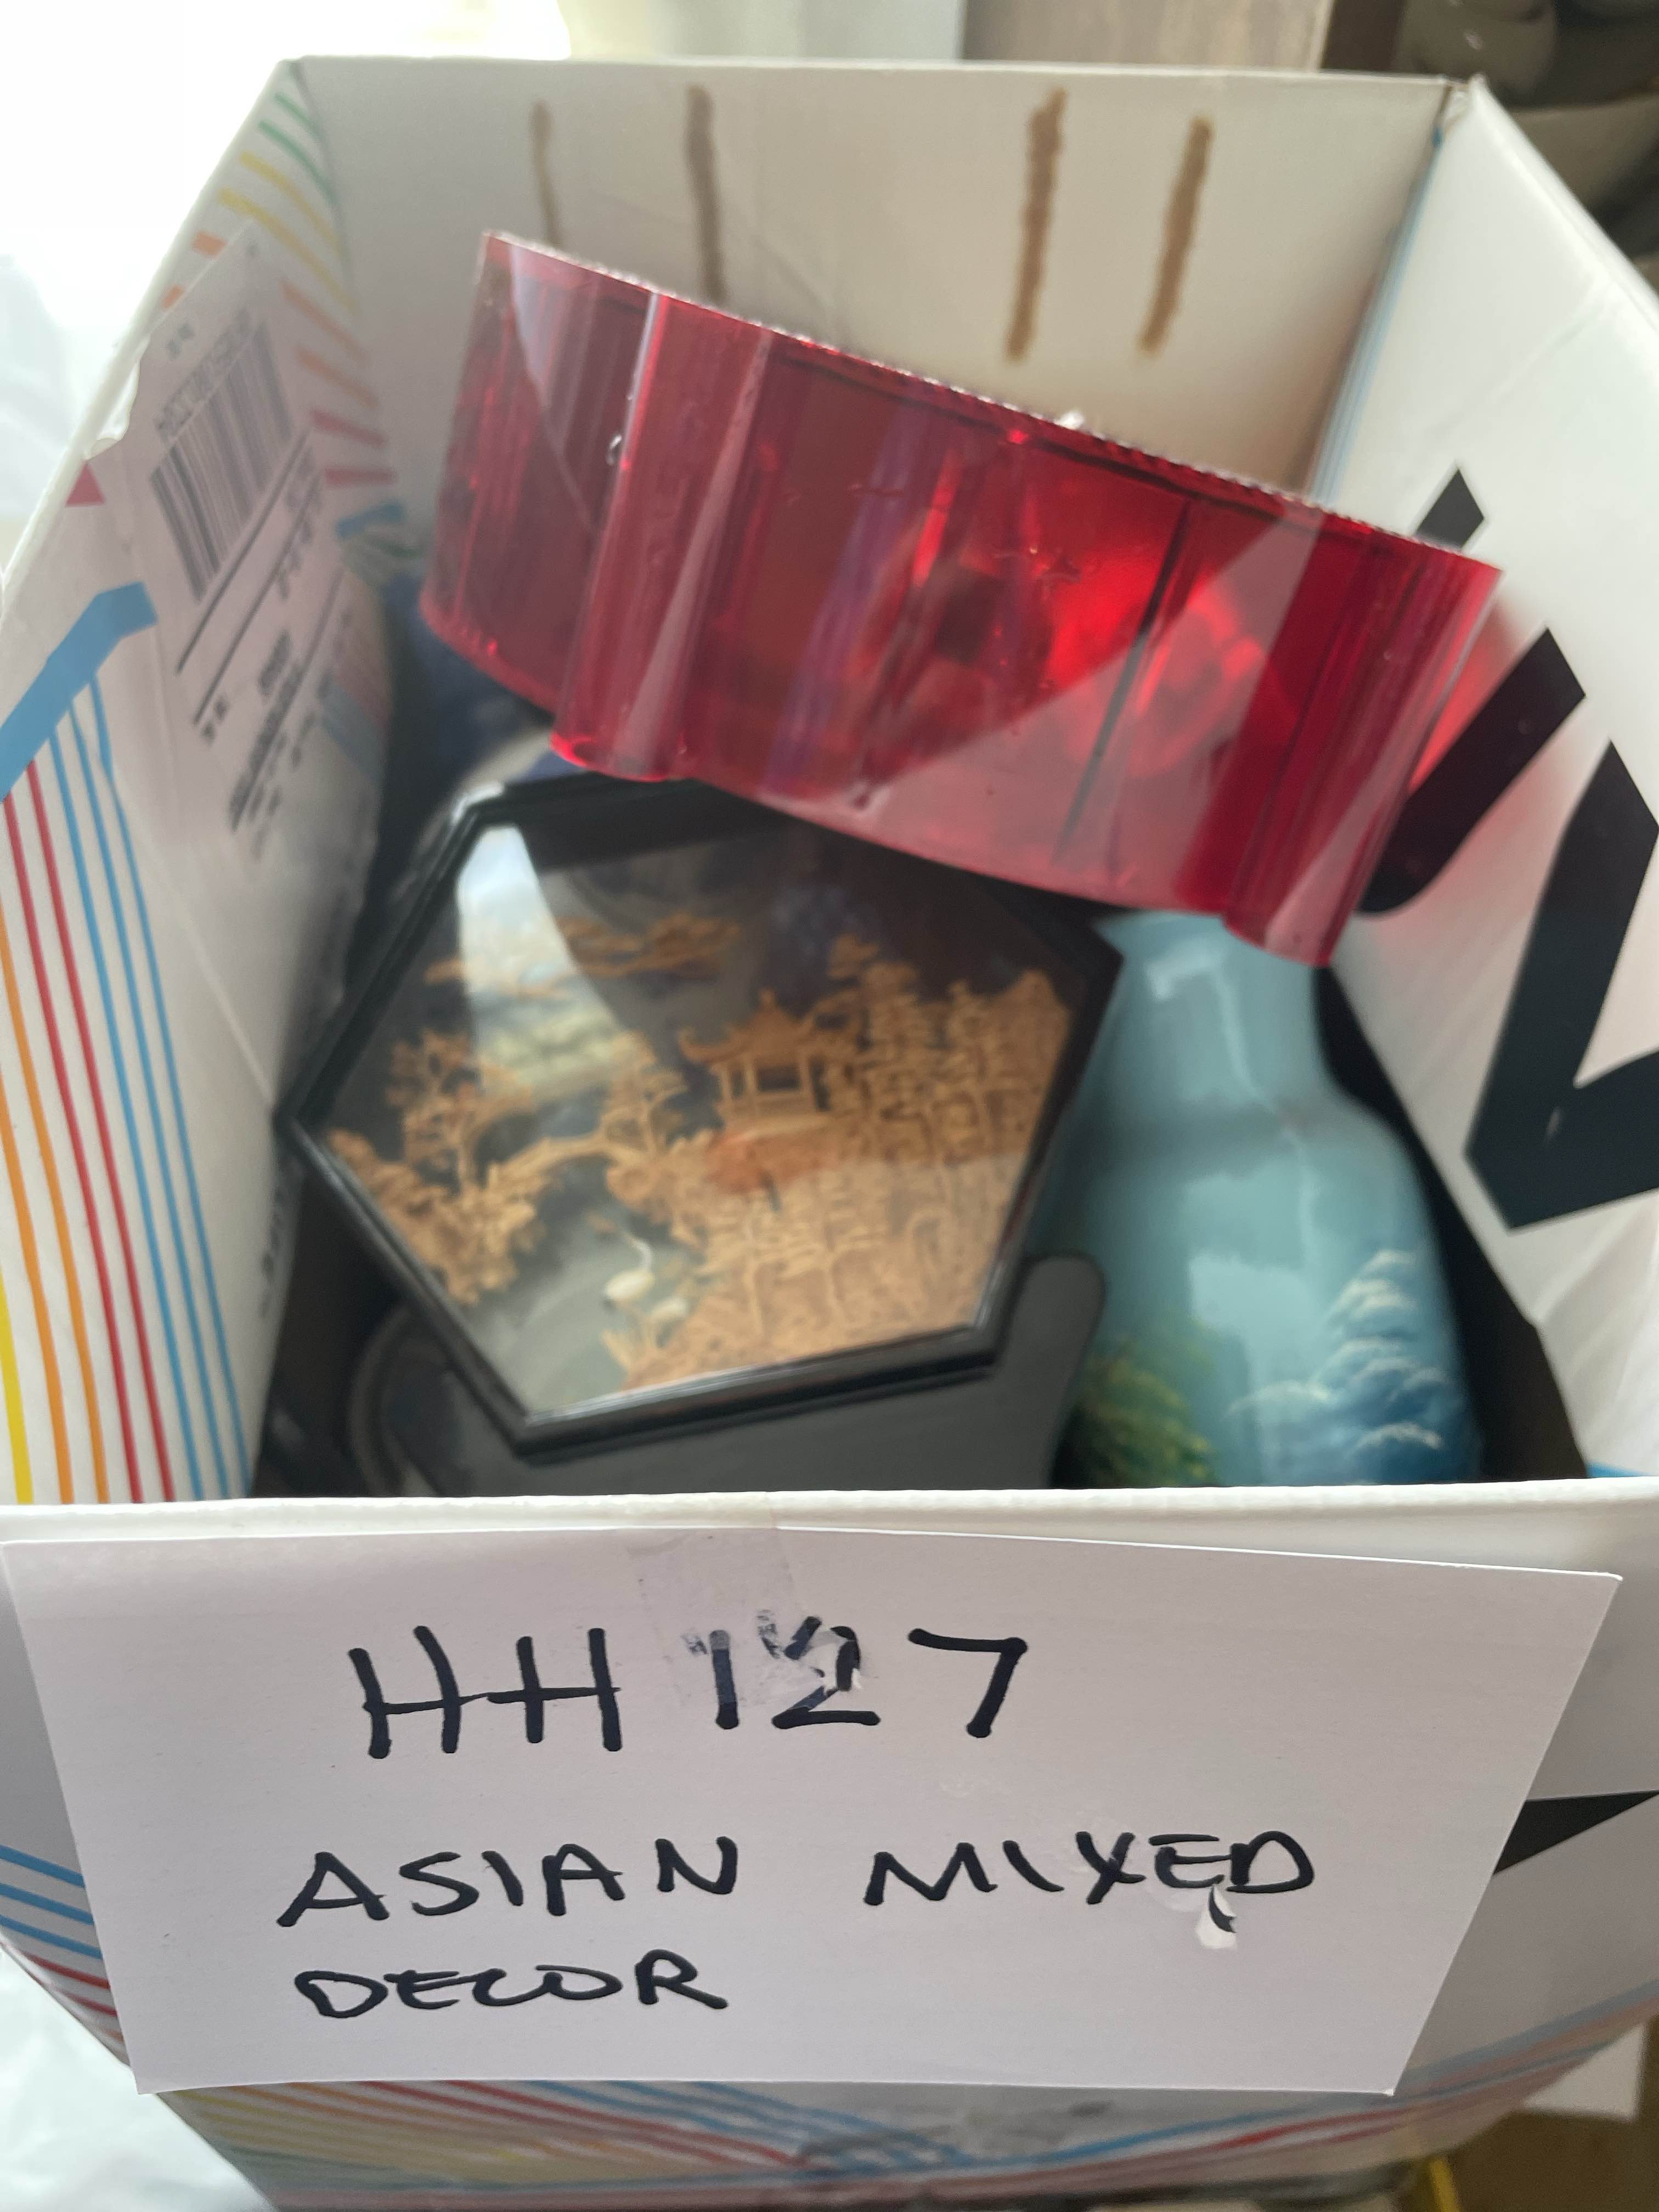 HH127
ASIAN MIXED
DECOR